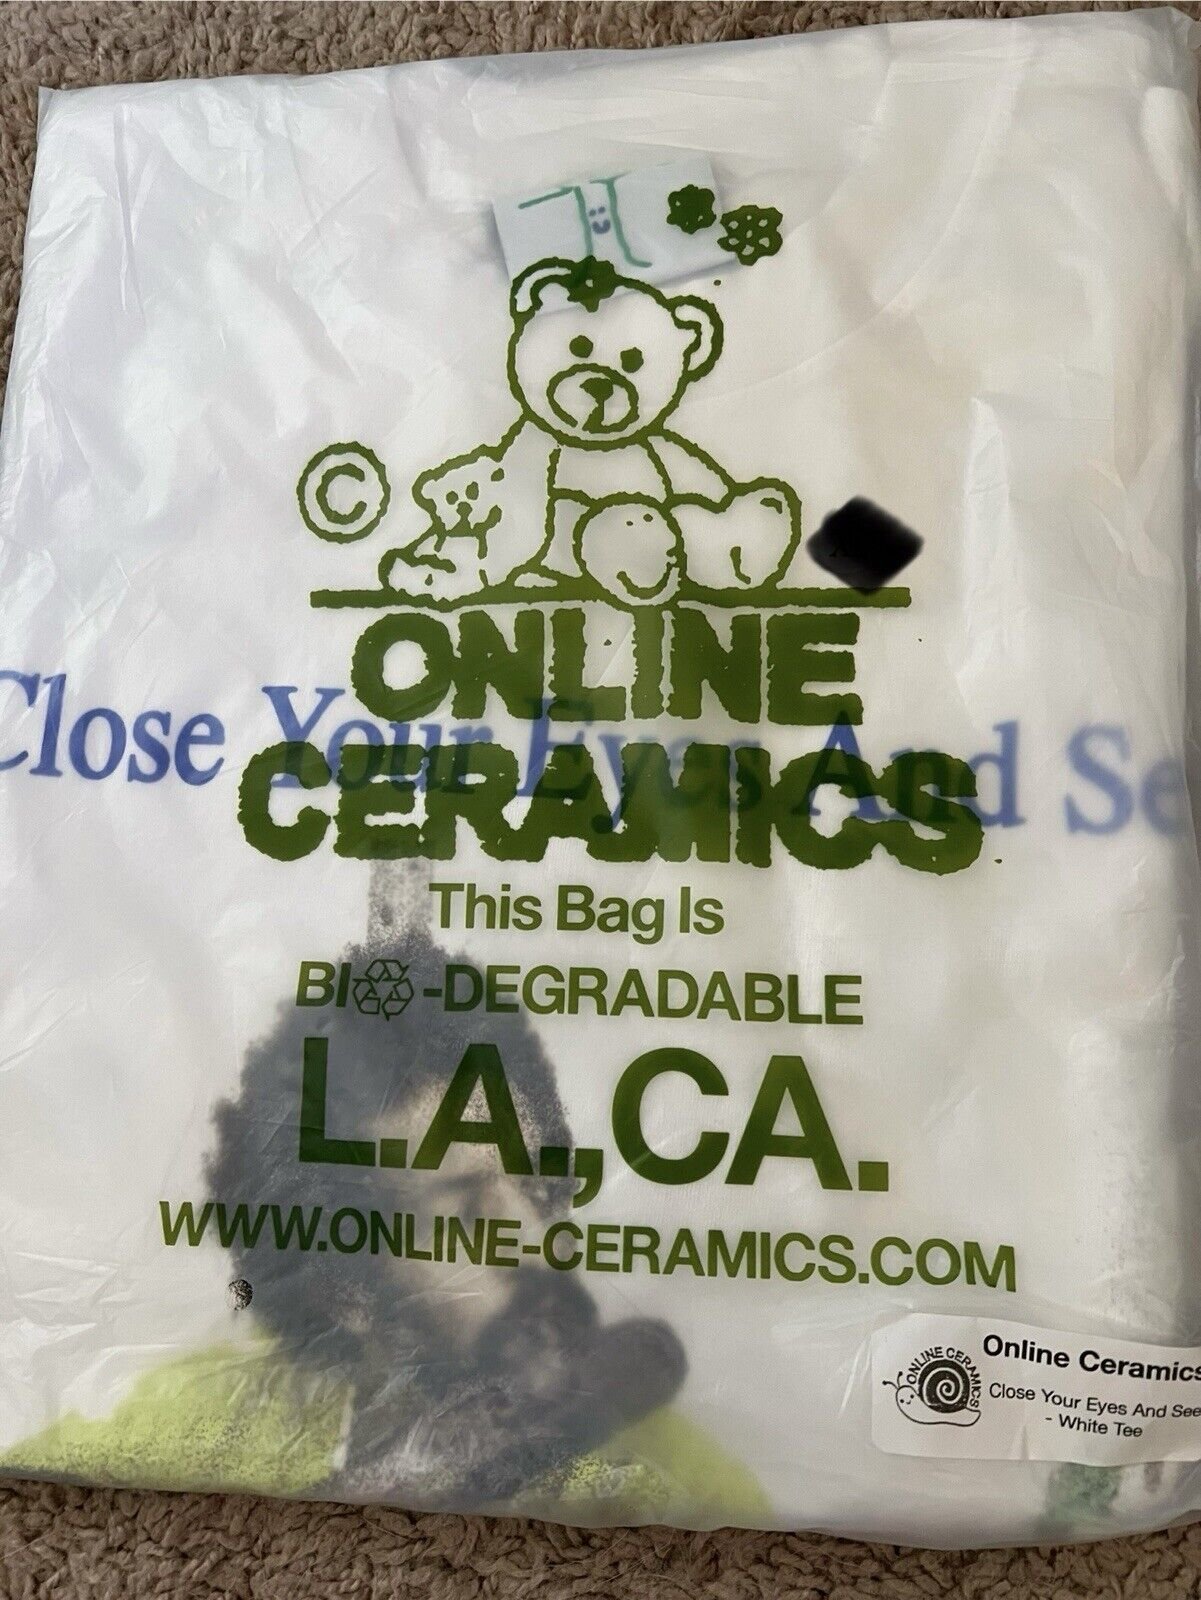 ©
ONLINE
CERAMICS
Close Your Eyes And Se
This Bag Is
BI♲-DEGRADABLE
L.A., CA.
WWW.ONLINE-CERAMICS.COM
ONLINE CERAMICS
Online Ceramics
Close Your Eyes And See
- White Tee